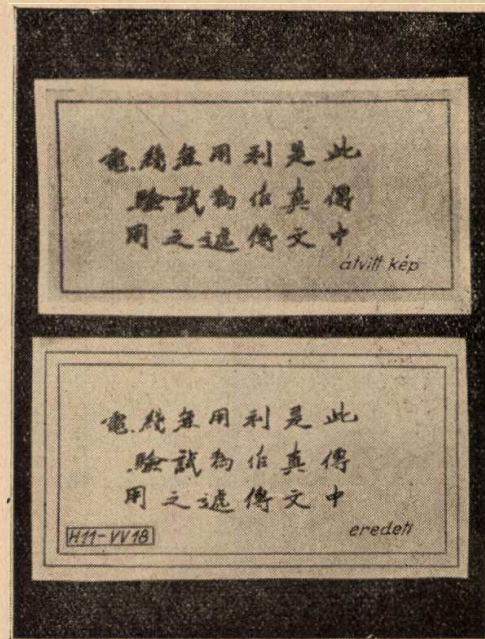 此是利用無綫電
傳真作為試驗
中文傳遞之用
átvitt kép
此是利用無綫電
傳真作為試驗
中文傳遞之用
H11-VV18
eredeti